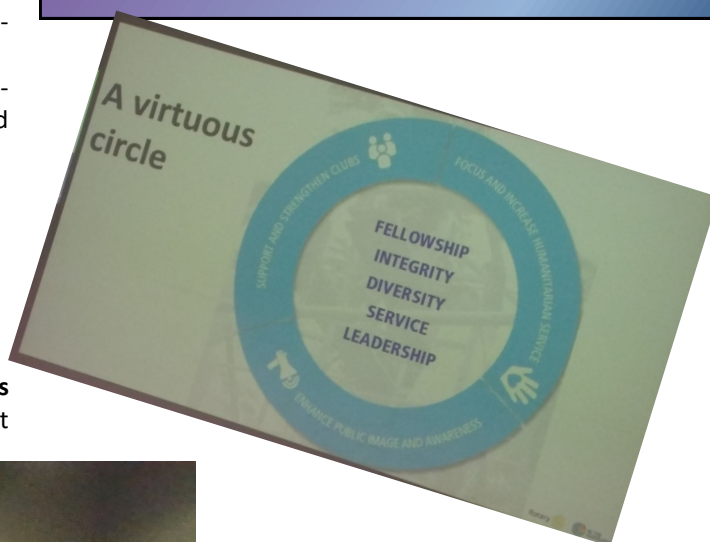 -
-
d
s
t
A virtuous
circle
SUPPORT AND STRENGTHEN CLUBS
FOCUS AND INCREASE HUMANITARIAN SERVICE
FELLOWSHIP
INTEGRITY
DIVERSITY
SERVICE
LEADERSHIP
ENHANCE PUBLIC IMAGE AND AWARENESS
Rotary